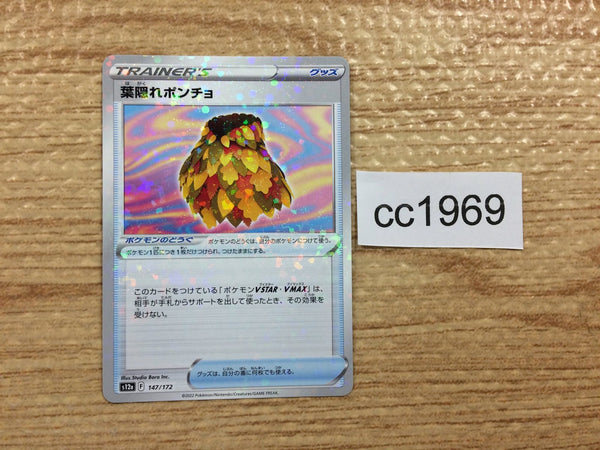 TRAINER'S
グッズ
葉隠れポンチョ
ポケモンのどうぐ
ポケモンのどうぐは、自分のポケモンにつけて使う。
ポケモン1匹につき1枚だけつけられ、つけたままにする。
このカードをつけている「ポケモンVSTAR・VMAX」は、
相手が手札からサポートを出して使ったとき、その効果を
受けない。
Illus. Studio Bora Inc.
s12a F 147/172
グッズは、自分の番に何枚でも使える。
©2022 Pokémon/Nintendo/Creatures/GAME FREAK.
cc1969